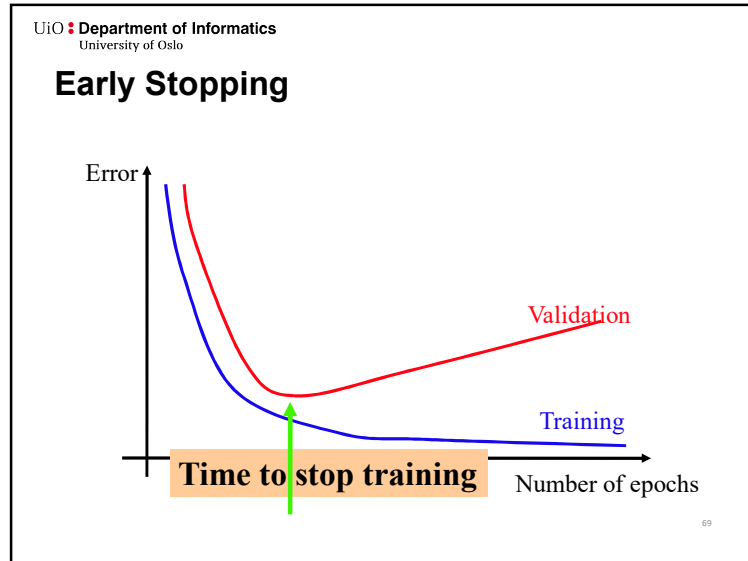 UiO Department of Informatics
University of Oslo
Early Stopping
Error
Validation
Training
Time to stop training
Number of epochs
69